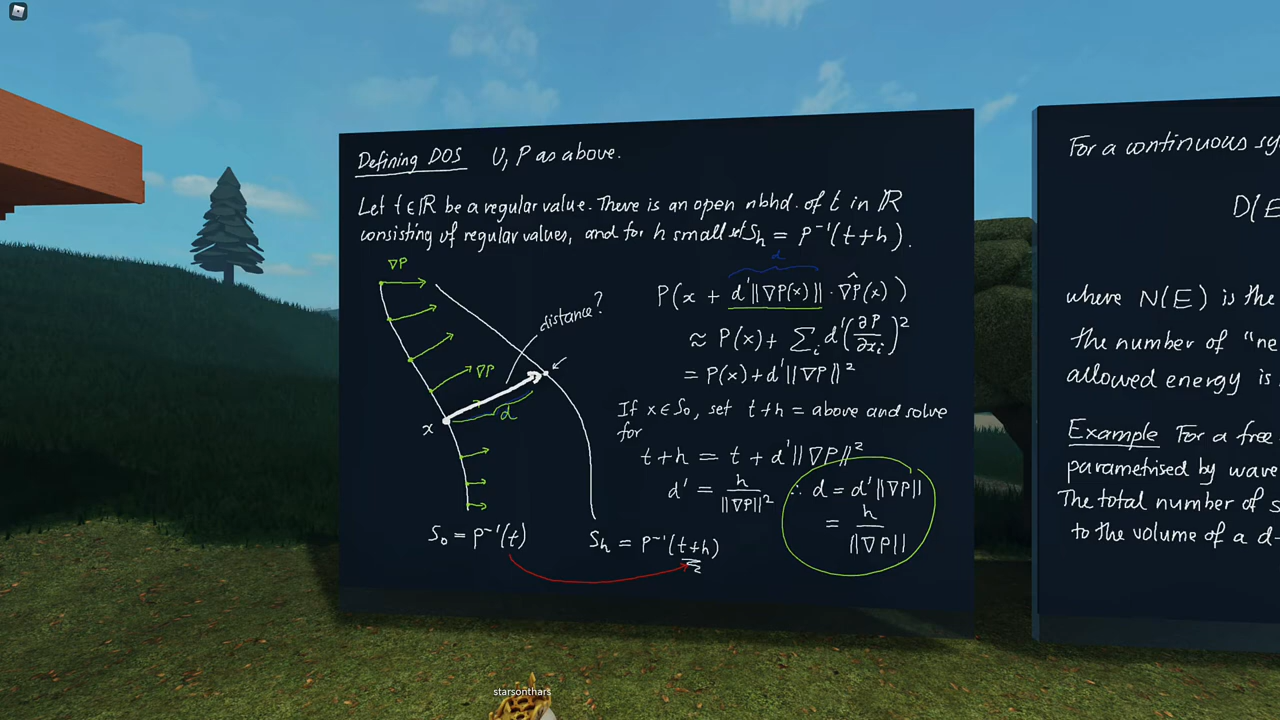 Defining DOS U, P as above.
Let t ∈ ℝ be a regular value. There is an open nbhd. of t in ℝ
consisting of regular values, and for h small set S_h = P⁻¹(t+h).
∇P
d
P(x + d'||∇P(x)|| · ∇̂P(x))
distance?
≈ P(x) + ∑_i d'(∂P/∂x_i)²
= P(x) + d'||∇P||²
∇P
d
x
If x ∈ S₀, set t+h = above and solve
for
t+h = t + d'||∇P||²
d' = h/||∇P||² ∴ d = d'||∇P||
= h/||∇P||
S₀ = P⁻¹(t)
S_h = P⁻¹(t+h)
For a continuous sy
D(E
where N(E) is the
the number of "ne
allowed energy is
Example For a free
parametrised by wave
The total number of s
to the volume of a d-
starsonthars